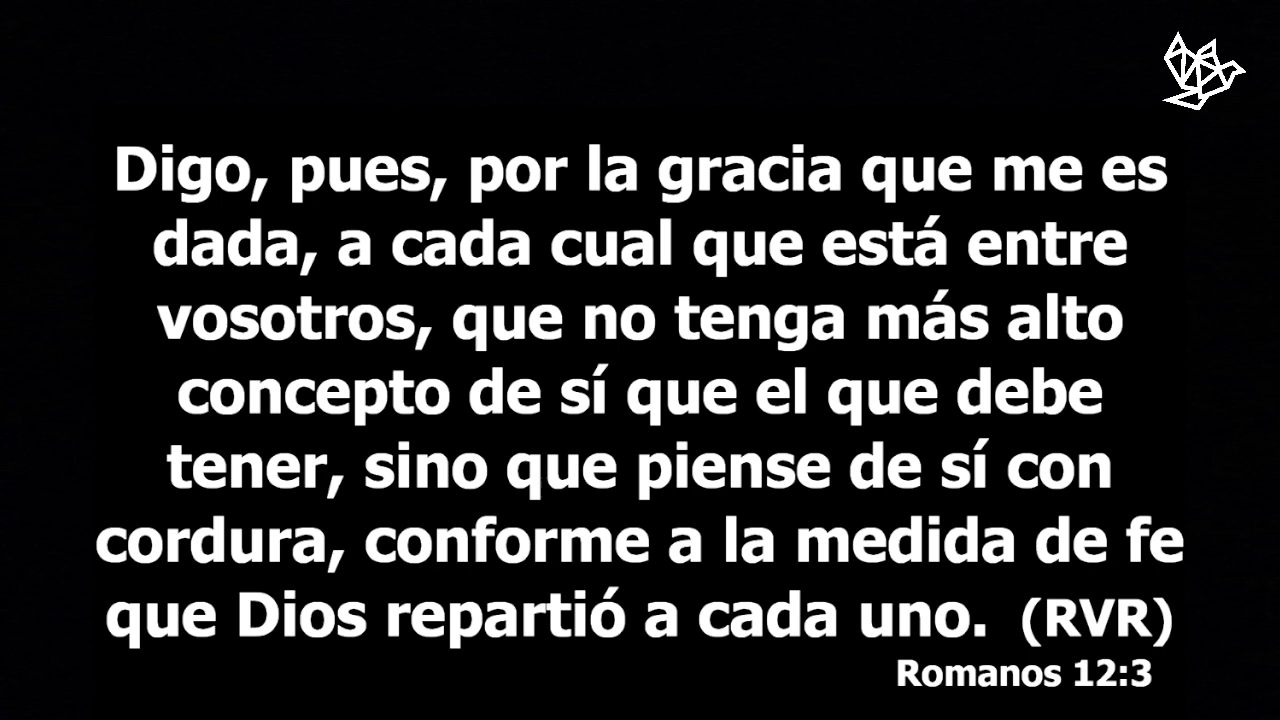 Digo, pues, por la gracia que me es
dada, a cada cual que está entre
vosotros, que no tenga más alto
concepto de sí que el que debe
tener, sino que piense de sí con
cordura, conforme a la medida de fe
que Dios repartió a cada uno. (RVR)
Romanos 12:3